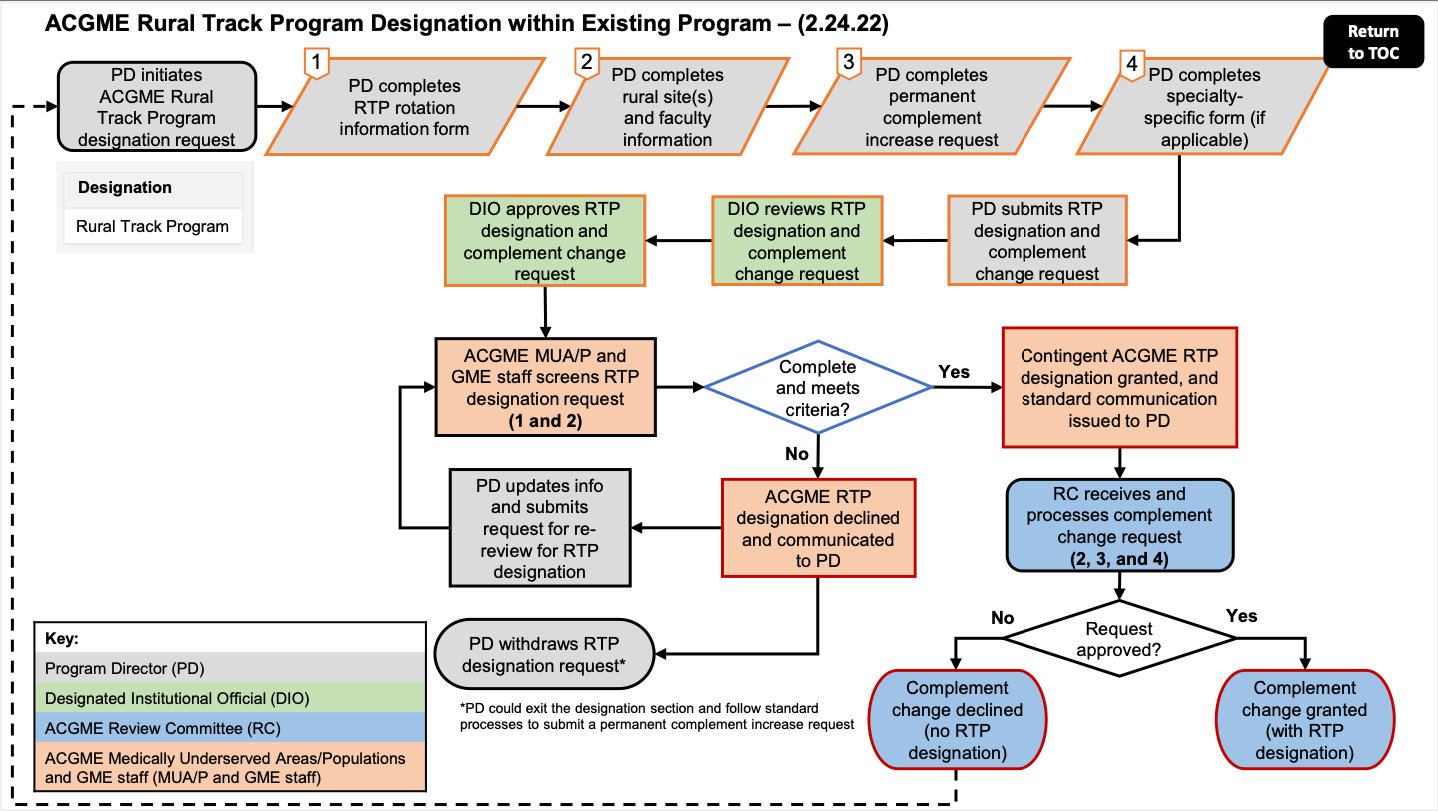 ACGME Rural Track Program Designation within Existing Program – (2.24.22)
Return
to TOC
PD initiates
ACGME Rural
Track Program
designation request
1
PD completes
RTP rotation
information form
2
PD completes
rural site(s)
and faculty
information
3
PD completes
permanent
complement
increase request
4
PD completes
specialty-
specific form (if
applicable)
Designation
Rural Track Program
DIO approves RTP
designation and
complement change
request
DIO reviews RTP
designation and
complement
change request
PD submits RTP
designation and
complement
change request
ACGME MUA/P and
GME staff screens RTP
designation request
(1 and 2)
Complete
and meets
criteria?
Yes
Contingent ACGME RTP
designation granted, and
standard communication
issued to PD
No
PD updates info
and submits
request for re-
review for RTP
designation
ACGME RTP
designation declined
and communicated
to PD
RC receives and
processes complement
change request
(2, 3, and 4)
PD withdraws RTP
designation request*
*PD could exit the designation section and follow standard
processes to submit a permanent complement increase request
No
Request
approved?
Yes
Complement
change declined
(no RTP
designation)
Complement
change granted
(with RTP
designation)
Key:
Program Director (PD)
Designated Institutional Official (DIO)
ACGME Review Committee (RC)
ACGME Medically Underserved Areas/Populations
and GME staff (MUA/P and GME staff)